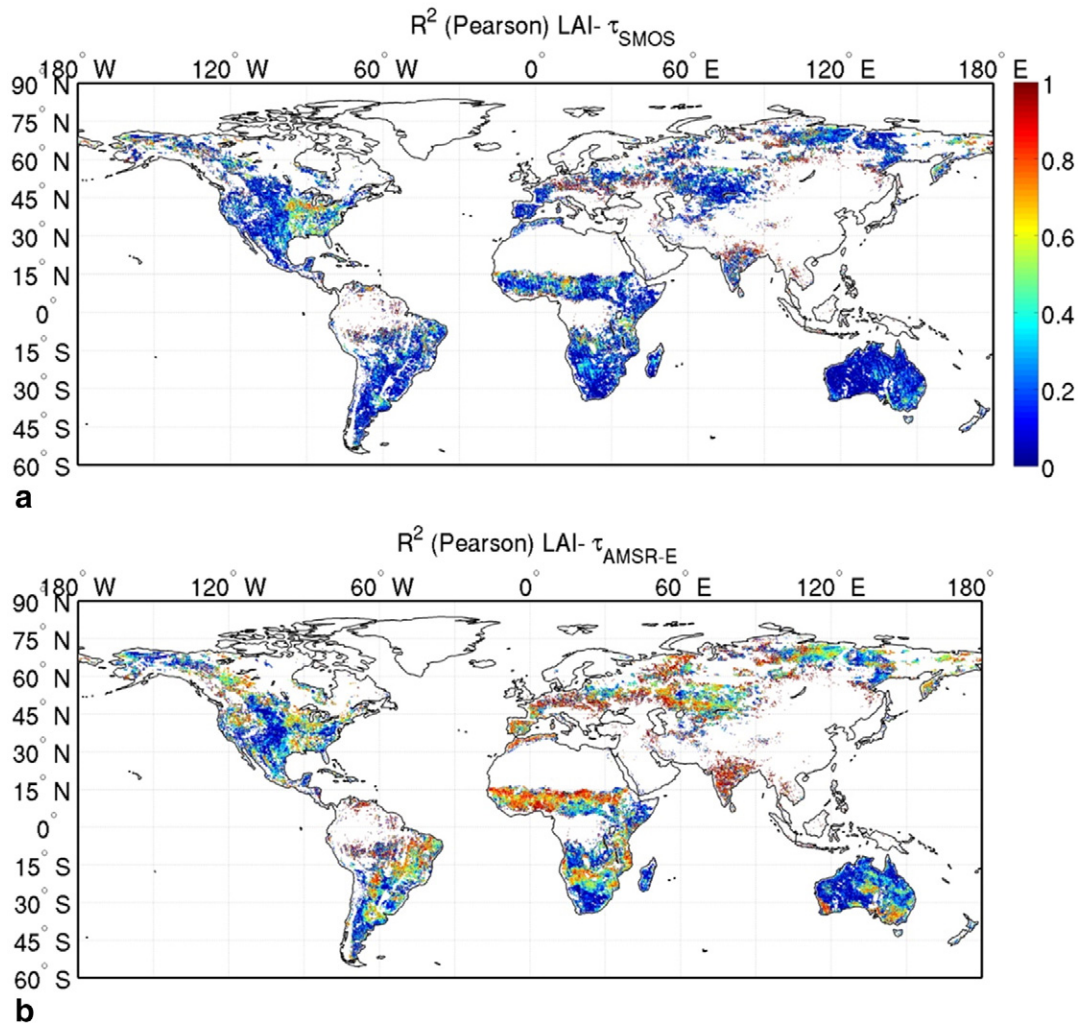 R² (Pearson) LAI- τ_SMOS
180° W 120° W 60° W 0° 60° E 120° E 180° E
90° N
75° N
60° N
45° N
30° N
15° N
0°
15° S
30° S
45° S
60° S
1
0.8
0.6
0.4
0.2
0
a
R² (Pearson) LAI- τ_AMSR-E
180° W 120° W 60° W 0° 60° E 120° E 180°
90° N
75° N
60° N
45° N
30° N
15° N
0°
15° S
30° S
45° S
60° S
b